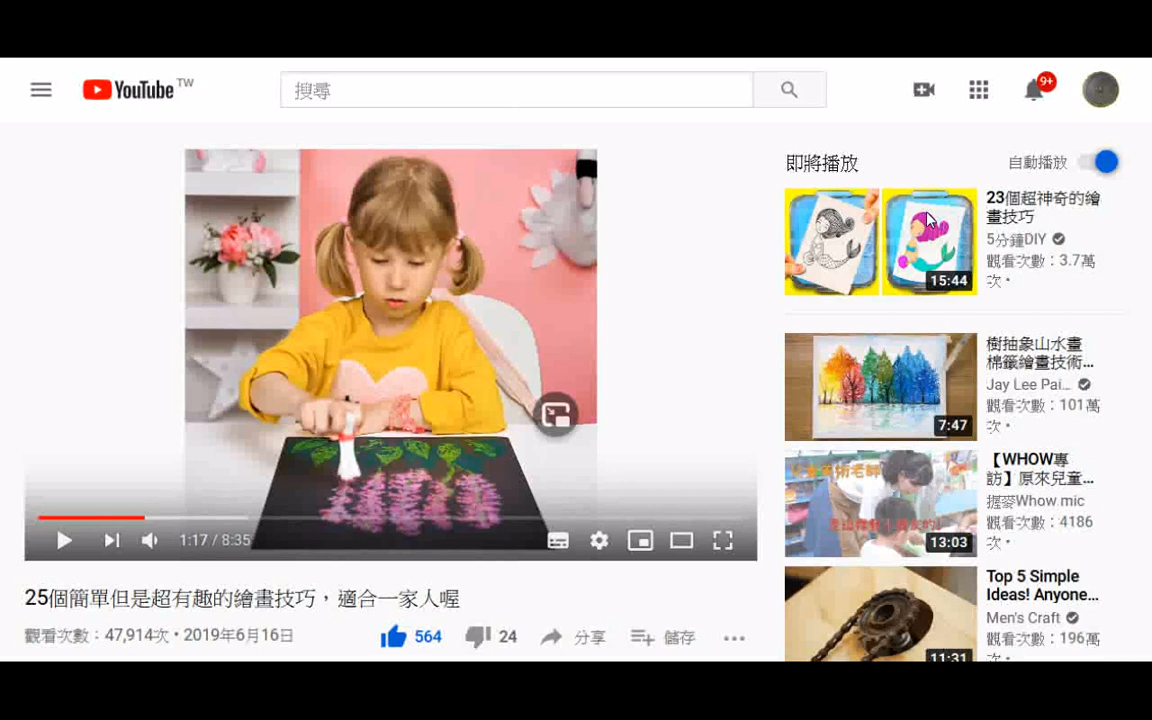 YouTube TW
搜尋
9+
即將播放
自動播放
23個超神奇的繪
畫技巧
5分鐘DIY
觀看次數：3.7萬
次・
15:44
樹抽象山水畫
棉籤繪畫技術...
Jay Lee Pai...
觀看次數：101萬
次・
7:47
【WHOW專
訪】原來兒童...
握麥Whow mic
觀看次數：4186
次・
13:03
Top 5 Simple
Ideas! Anyone...
Men's Craft
觀看次數：196萬
次・
11:31
1:17 / 8:35
25個簡單但是超有趣的繪畫技巧，適合一家人喔
觀看次數：47,914次・2019年6月16日
564
24
分享
儲存